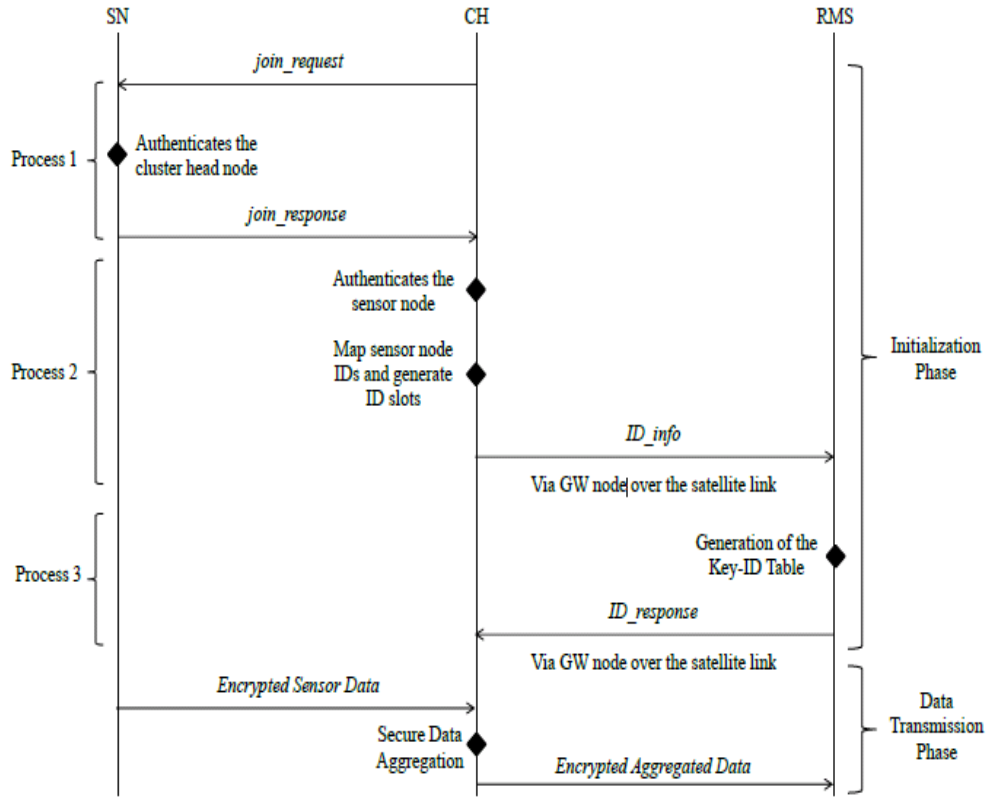 SN CH RMS
join_request
Process 1
Authenticates the
cluster head node
join_response
Process 2
Authenticates the
sensor node
Map sensor node
IDs and generate
ID slots
Initialization
Phase
ID_info
Via GW node over the satellite link
Process 3
Generation of the
Key-ID Table
ID_response
Via GW node over the satellite link
Encrypted Sensor Data
Data
Transmission
Phase
Secure Data
Aggregation
Encrypted Aggregated Data